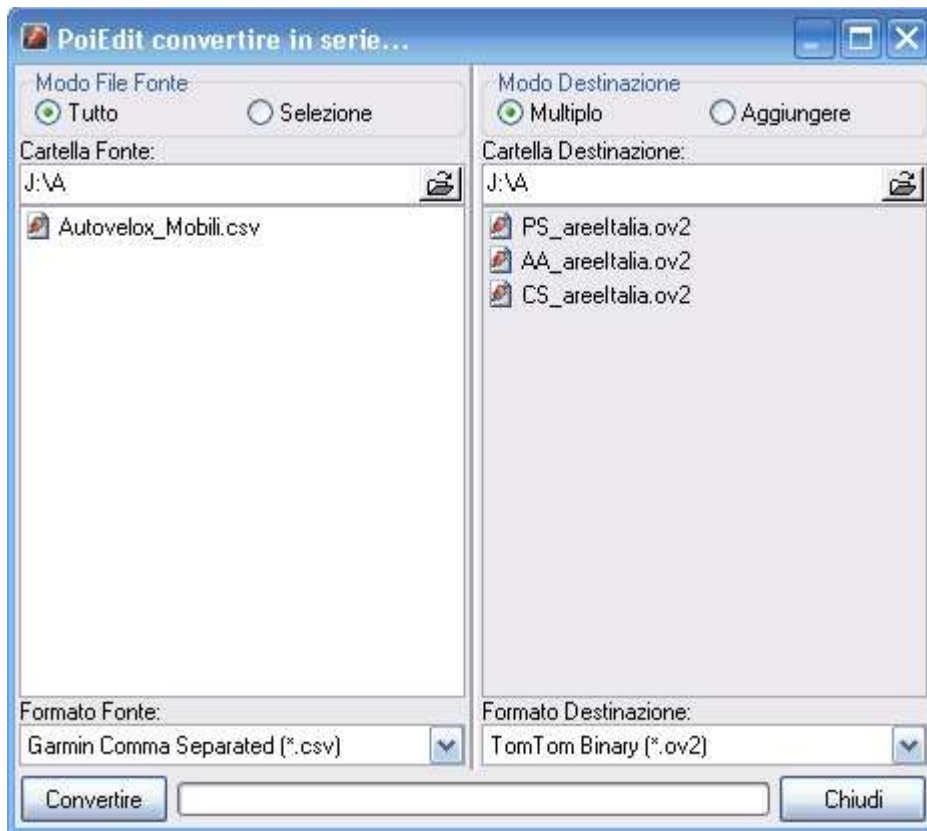 PoiEdit convertire in serie...
Modo File Fonte
Tutto
Selezione
Cartella Fonte:
J:\A
Autovelox_Mobili.csv
Formato Fonte:
Garmin Comma Separated (*.csv)
Modo Destinazione
Multiplo
Aggiungere
Cartella Destinazione:
J:\A
PS_areeItalia.ov2
AA_areeItalia.ov2
CS_areeItalia.ov2
Formato Destinazione:
TomTom Binary (*.ov2)
Convertire
Chiudi